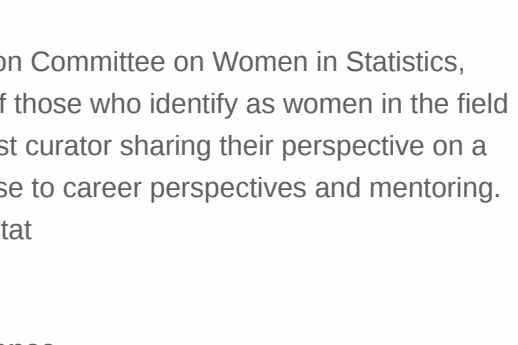 on Committee on Women in Statistics,
f those who identify as women in the field
st curator sharing their perspective on a
se to career perspectives and mentoring.
tat